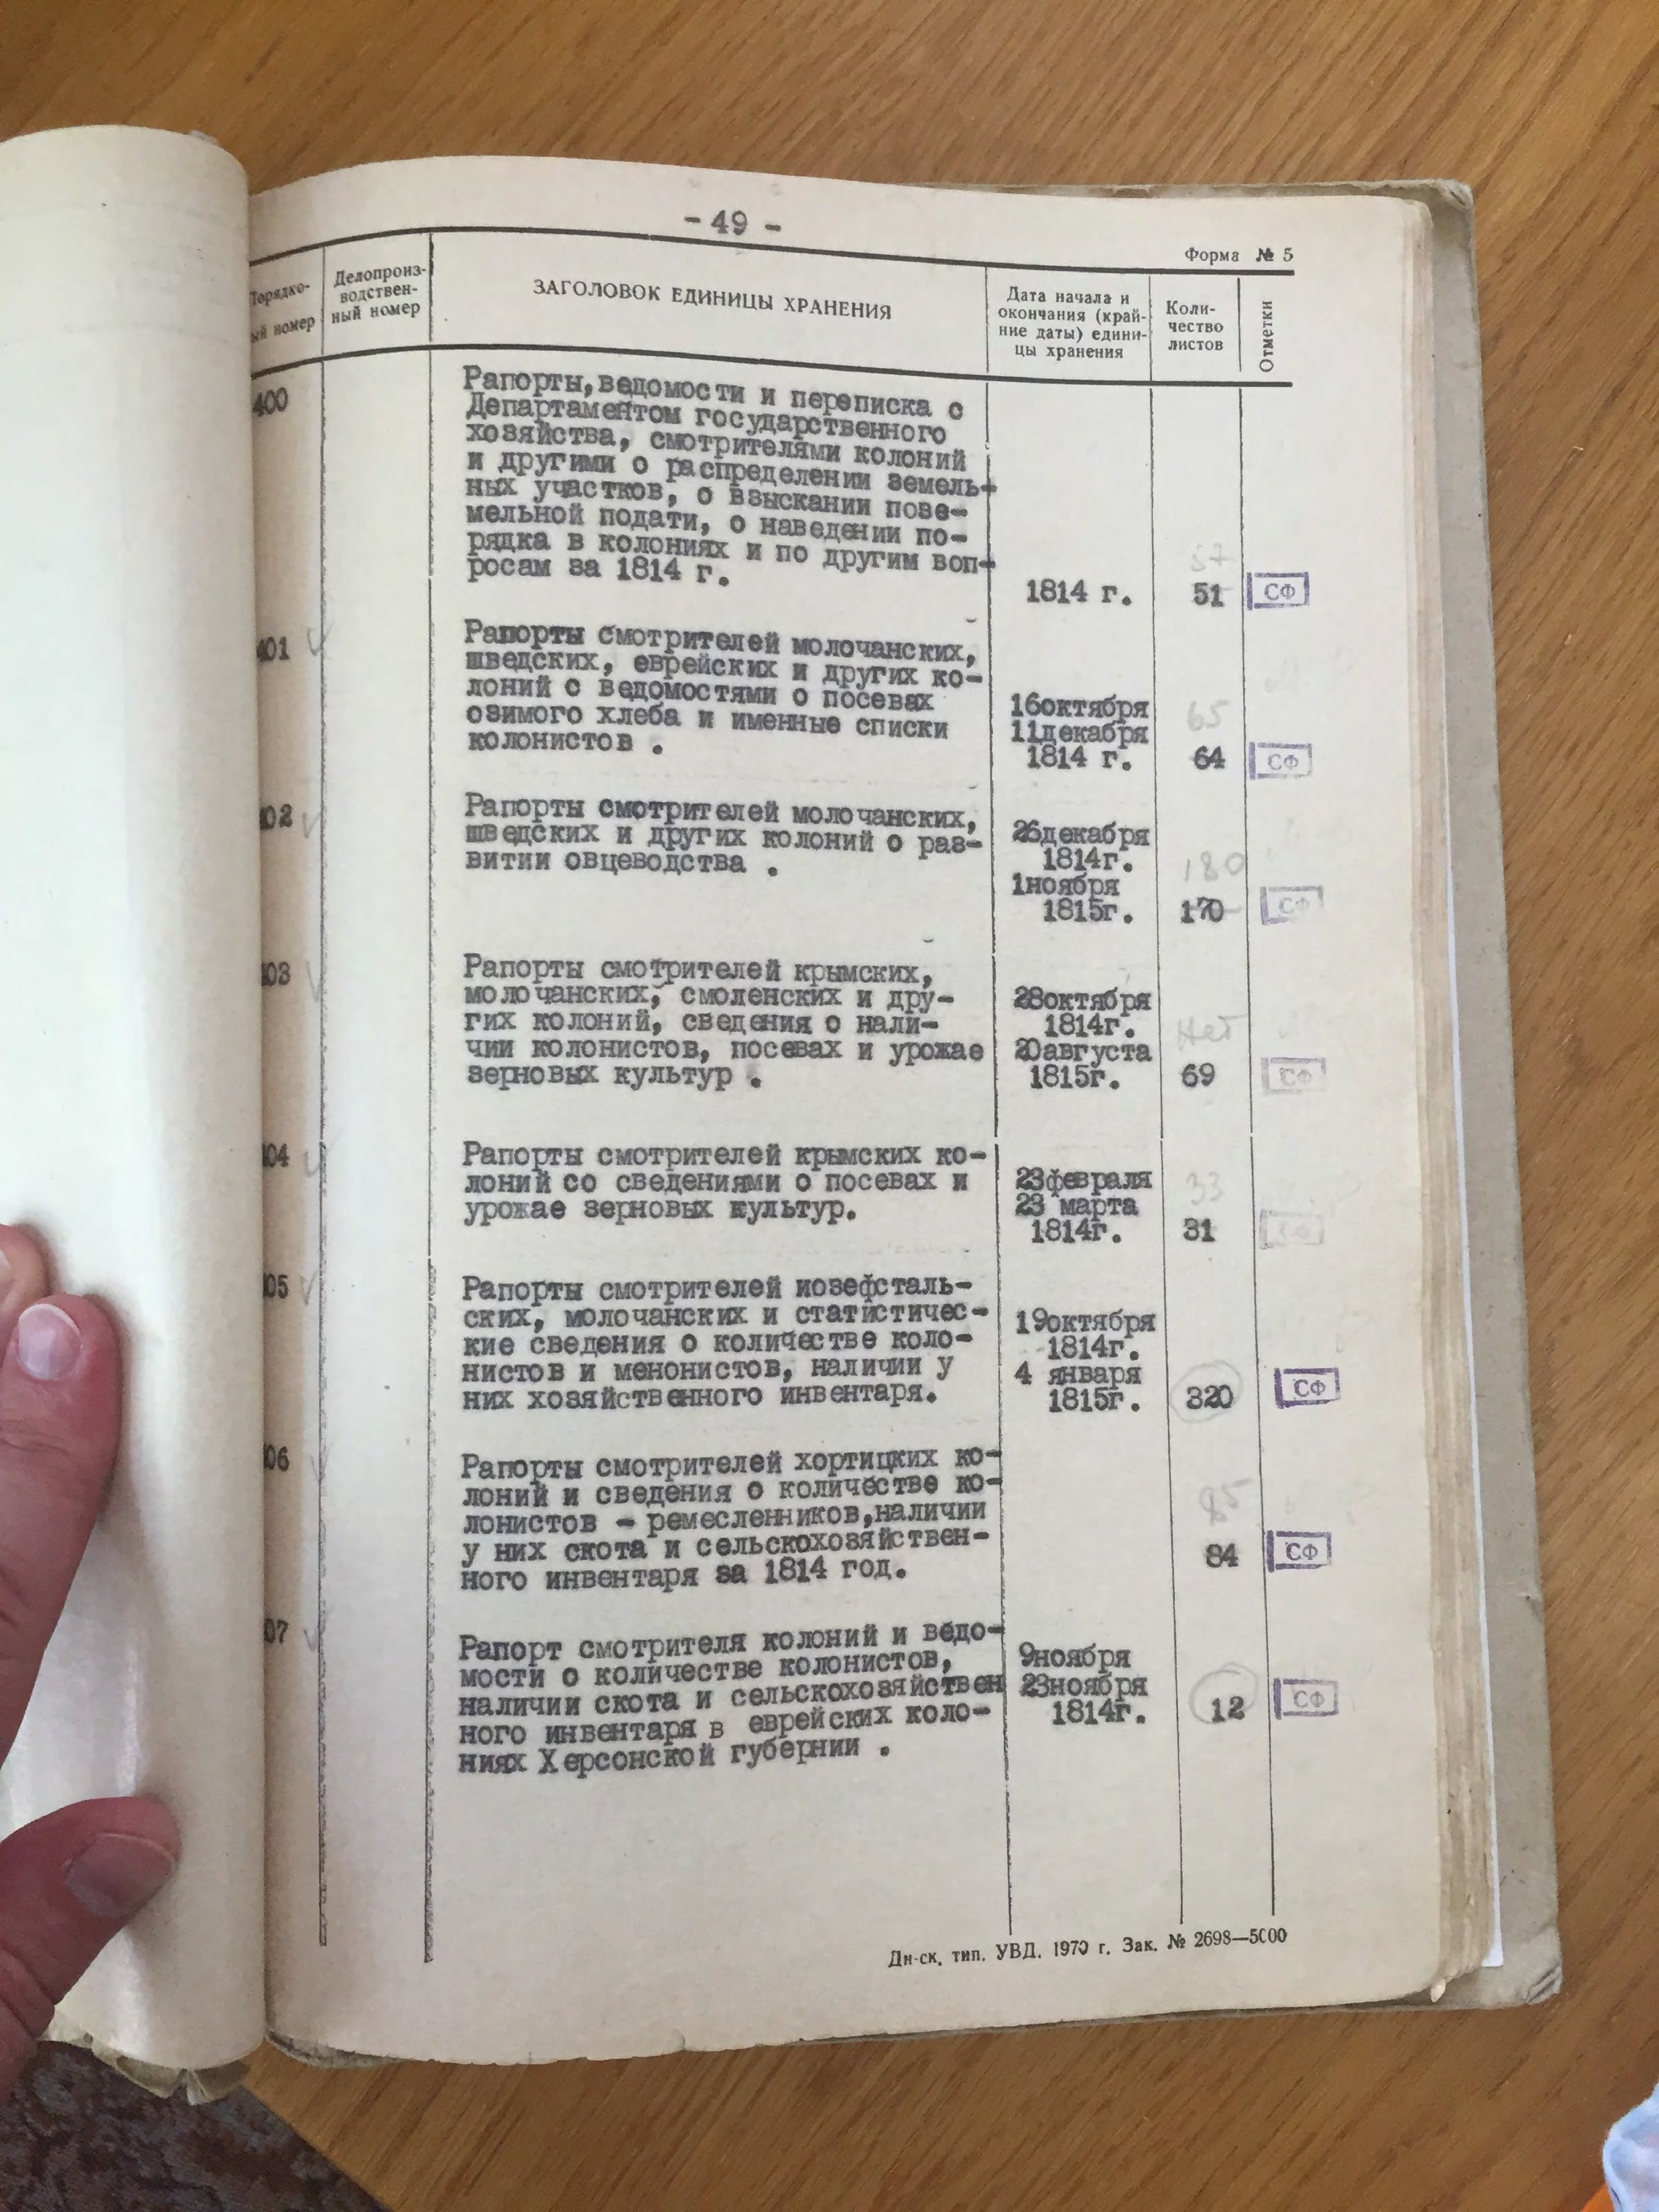 - 49 -
Форма № 5
Порядко-
ый номер
Делопроиз-
водствен-
ный номер
ЗАГОЛОВОК ЕДИНИЦЫ ХРАНЕНИЯ
Дата начала и
окончания (край-
ние даты) едини-
цы хранения
Коли-
чество
листов
Отметки
400
Рапорты, ведомости и переписка с
Департаментом государственного
хозяйства, смотрителями колоний
и другими о распределении земель-
ных участков, о взыскании позе-
мельной подати, о наведении по-
рядка в колониях и по другим воп-
росам за 1814 г.
1814 г.
57
51
СФ
401
Рапорты смотрителей молочанских,
шведских, еврейских и других ко-
лоний с ведомостями о посевах
озимого хлеба и именные списки
колонистов .
16октября
11декабря
1814 г.
65
64
СФ
02
Рапорты смотрителей молочанских,
шведских и других колоний о раз-
витии овцеводства .
26декабря
1814г.
1ноября
1815г.
180
170
СФ
03
Рапорты смотрителей крымских,
молочанских, смоленских и дру-
гих колоний, сведения о нали-
чии колонистов, посевах и урожае
зерновых культур .
28октября
1814г.
20августа
1815г.
нет
69
СФ
04
Рапорты смотрителей крымских ко-
лоний со сведениями о посевах и
урожае зерновых культур.
23февраля
23 марта
1814г.
33
31
СФ
05
Рапорты смотрителей иозефсталь-
ских, молочанских и статистичес-
кие сведения о количестве коло-
нистов и менонистов, наличии у
них хозяйственного инвентаря.
19октября
1814г.
4 января
1815г.
320
СФ
06
Рапорты смотрителей хортицких ко-
лоний и сведения о количестве ко-
лонистов - ремесленников,наличии
у них скота и сельскохозяйствен-
ного инвентаря за 1814 год.
85
84
СФ
07
Рапорт смотрителя колоний и ведо-
мости о количестве колонистов,
наличии скота и сельскохозяйствен
ного инвентаря в еврейских коло-
ниях Херсонской губернии .
9ноября
23ноября
1814г.
12
СФ
Дн-ск, тип. УВД. 1970 г. Зак. № 2698—5000